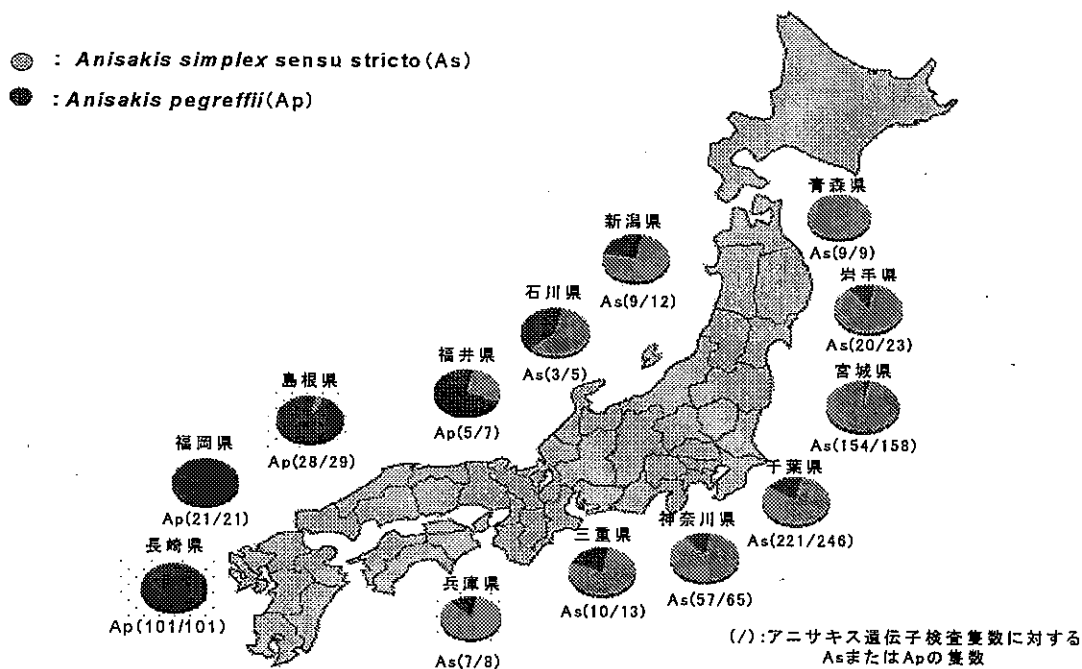 : Anisakis simplex sensu stricto(As)
: Anisakis pegreffii(Ap)
青森県
As(9/9)
新潟県
As(9/12)
岩手県
As(20/23)
石川県
As(3/5)
宮城県
As(154/158)
福井県
Ap(5/7)
島根県
Ap(28/29)
千葉県
As(221/246)
福岡県
Ap(21/21)
神奈川県
As(57/65)
三重県
As(10/13)
長崎県
Ap(101/101)
兵庫県
As(7/8)
(/):アニサキス遺伝子検査隻数に対する
AsまたはApの隻数